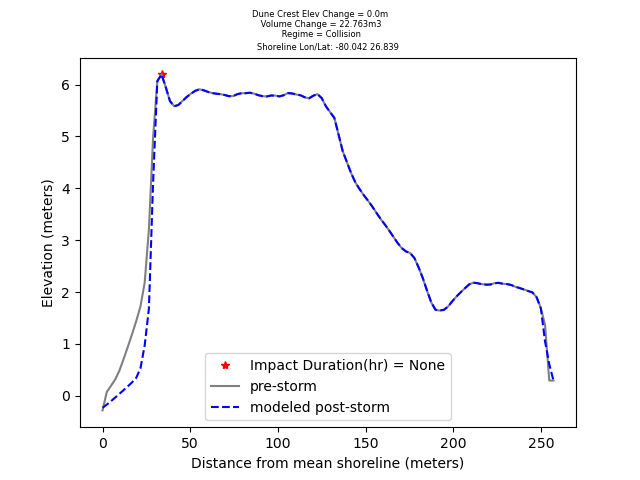 Dune Crest Elev Change = 0.0m
Volume Change = 22.763m3
Regime = Collision
Shoreline Lon/Lat: -80.042 26.839
6
5
4
3
2
1
0
Elevation (meters)
Impact Duration(hr) = None
pre-storm
modeled post-storm
0 50 100 150 200 250
Distance from mean shoreline (meters)